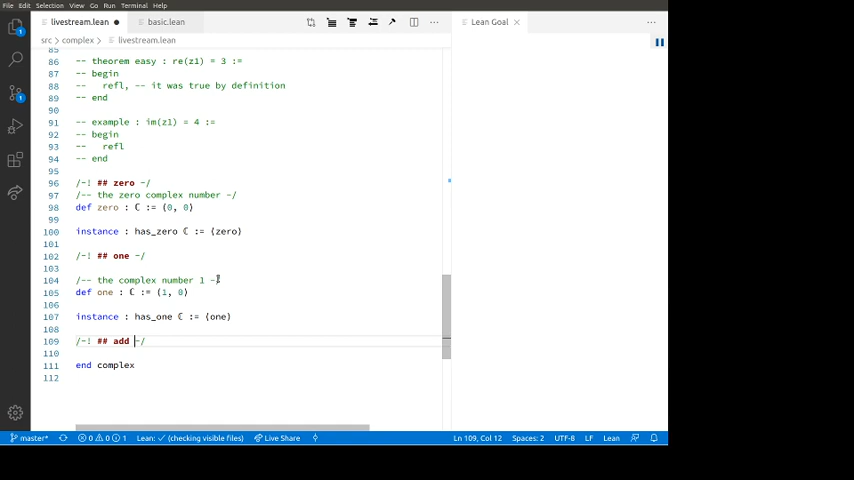 File Edit Selection View Go Run Terminal Help
livestream.lean basic.lean Lean Goal
src complex livestream.lean
85
86 -- theorem easy : re(z1) = 3 :=
87 -- begin
88 --   refl, -- it was true by definition
89 -- end
90
91 -- example : im(z1) = 4 :=
92 -- begin
93 --   refl
94 -- end
95
96 /-! ## zero -/
97 /-- the zero complex number -/
98 def zero : ℂ := ⟨0, 0⟩
99
100 instance : has_zero ℂ := ⟨zero⟩
101
102 /-! ## one -/
103
104 /-- the complex number 1 -/
105 def one : ℂ := ⟨1, 0⟩
106
107 instance : has_one ℂ := ⟨one⟩
108
109 /-! ## add -/
110
111 end complex
112
master* 0 0 1 Lean: ✓ (checking visible files) Live Share Ln 109, Col 12 Spaces: 2 UTF-8 LF Lean